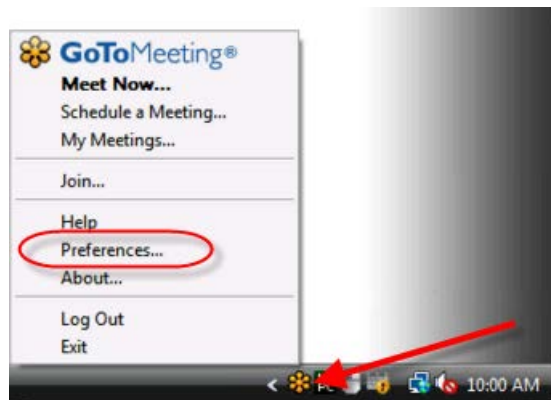 GoToMeeting®
Meet Now...
Schedule a Meeting...
My Meetings...
Join...
Help
Preferences...
About...
Log Out
Exit
< 10:00 AM